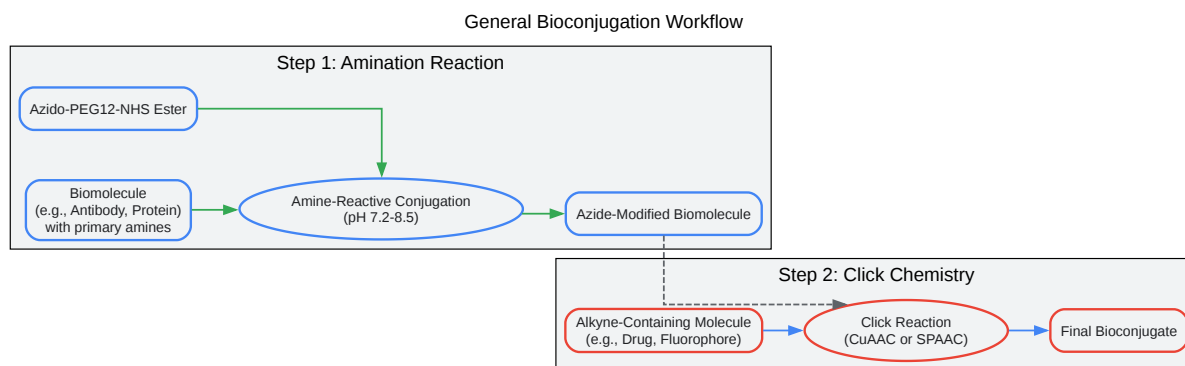 General Bioconjugation Workflow
Step 1: Amination Reaction
Azido-PEG12-NHS Ester
Biomolecule
(e.g., Antibody, Protein)
with primary amines
Amine-Reactive Conjugation
(pH 7.2-8.5)
Azide-Modified Biomolecule
Step 2: Click Chemistry
Alkyne-Containing Molecule
(e.g., Drug, Fluorophore)
Click Reaction
(CuAAC or SPAAC)
Final Bioconjugate